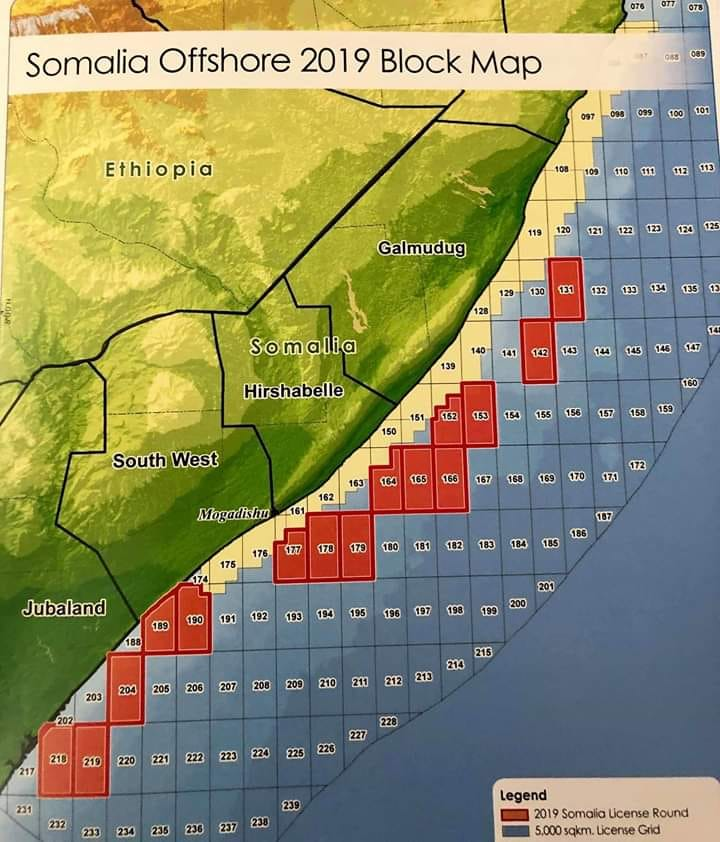 076 077 078
Somalia Offshore 2019 Block Map
087 088 089
097 098 099 100 101
Ethiopia
108 109 110 111 112 113
119 120 121 122 123 124 125
Galmudug
129 130 131 132 133 134 135
128
Somalia
139 140 141 142 143 144 145 146 147
Hirshabelle
160
150 151 152 153 154 155 156 157 158 159
South West
162 163 164 165 166 167 168 169 170 171 172
Mogadishu 161
187
175 176 177 178 179 180 181 182 183 184 185 186
174
201
Jubaland
188 189 190 191 192 193 194 195 196 197 198 199 200
215
202 203 204 205 206 207 208 209 210 211 212 213 214
228
217 218 219 220 221 222 223 224 225 226 227
231 232 233 234 235 236 237 238 239
Legend
2019 Somalia License Round
5,000 sqkm. License Grid